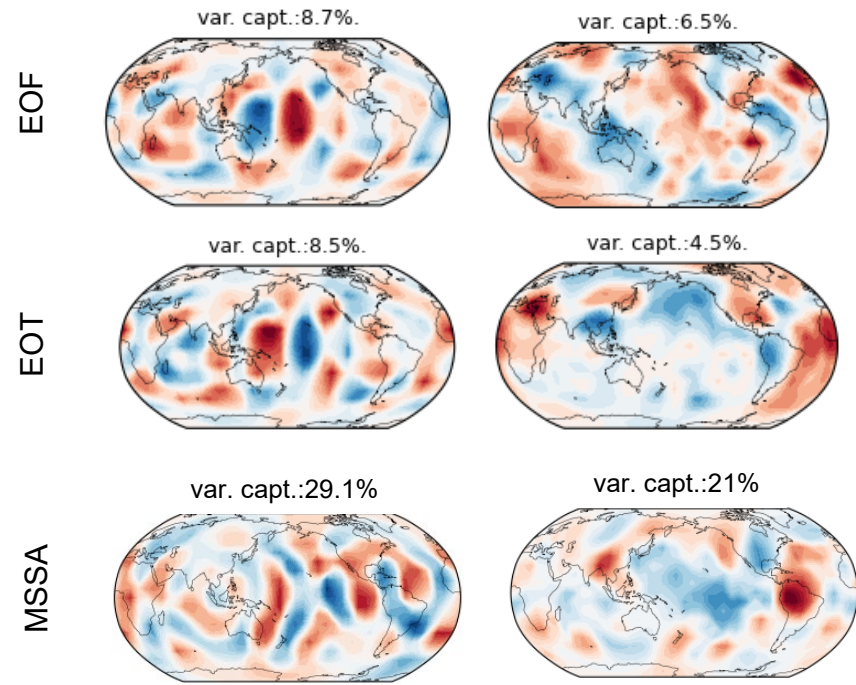 var. capt.:8.7%.
var. capt.:6.5%.
EOF
var. capt.:8.5%.
var. capt.:4.5%.
EOT
var. capt.:29.1%
var. capt.:21%
MSSA